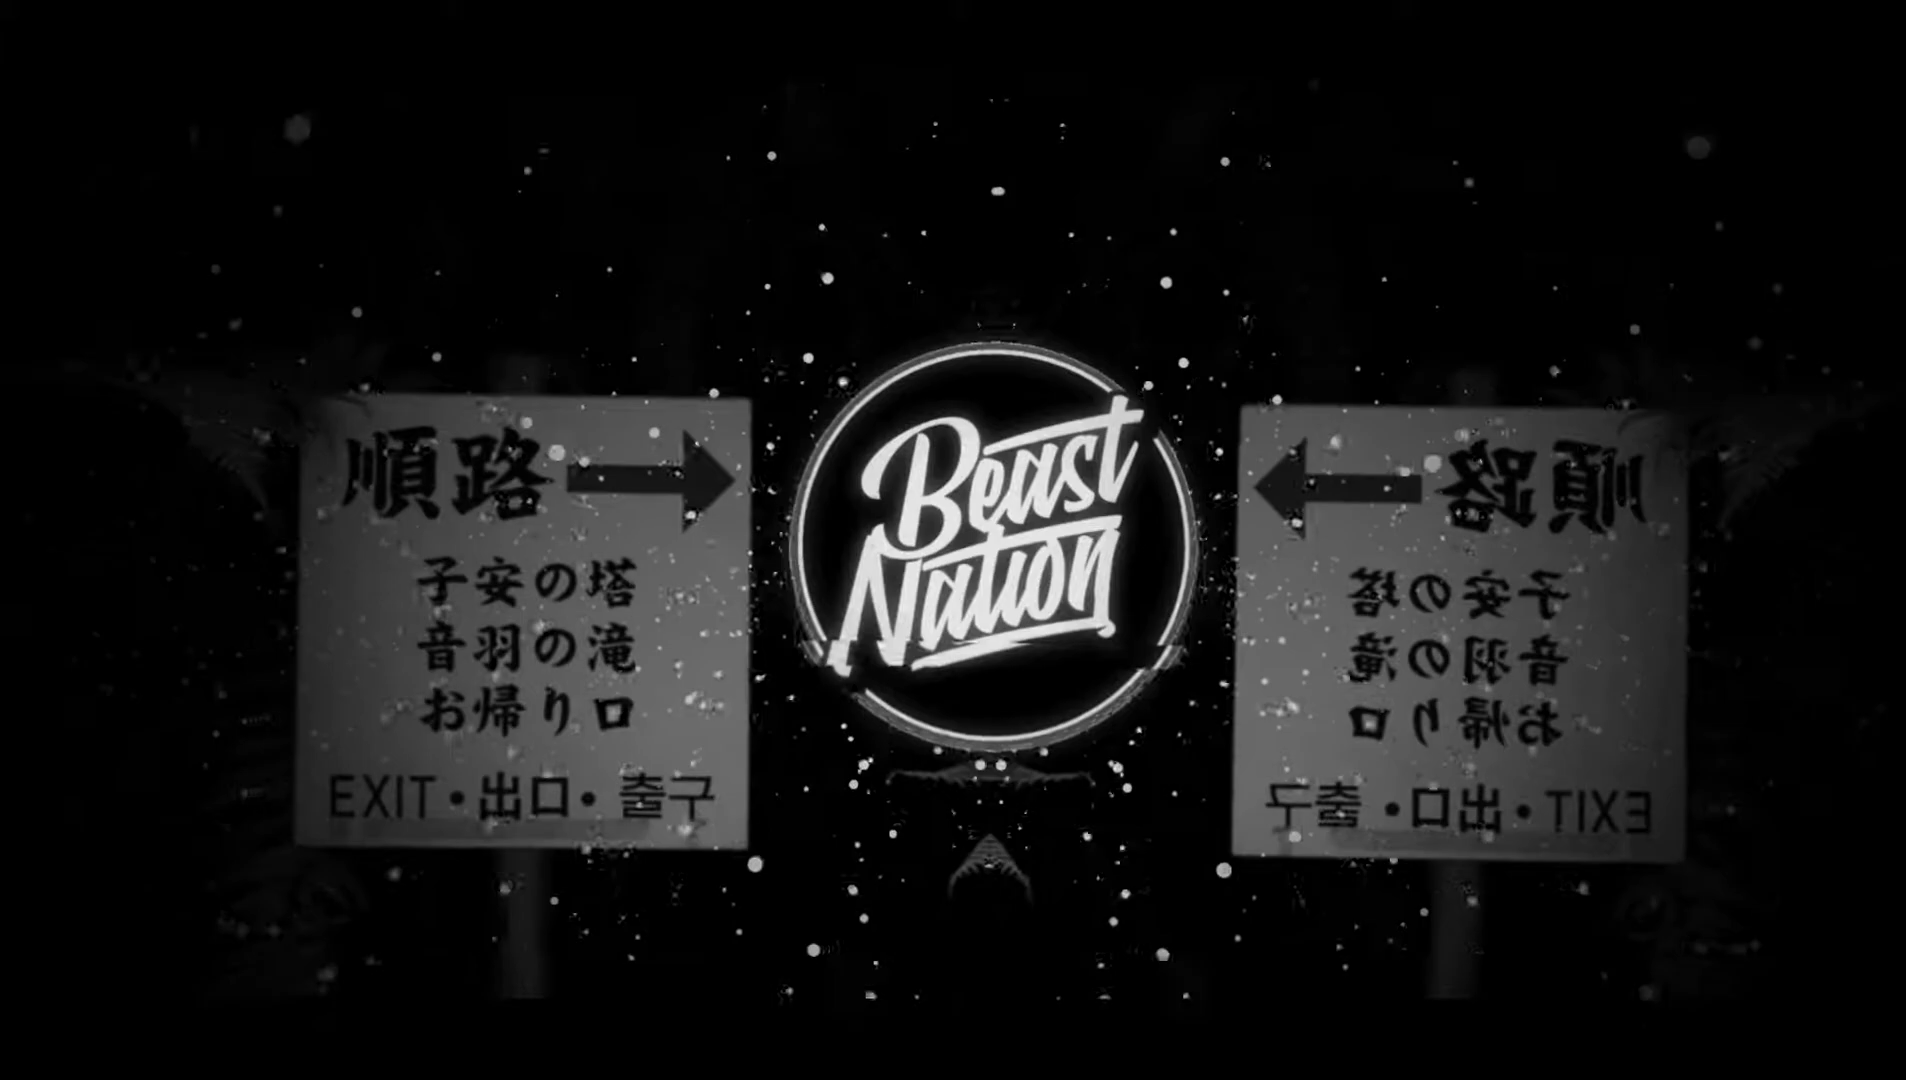 順路
子安の塔
音羽の滝
お帰り口
EXIT・出口・출구
Beast
Nation
順路
子安の塔
音羽の滝
お帰り口
EXIT・出口・출구